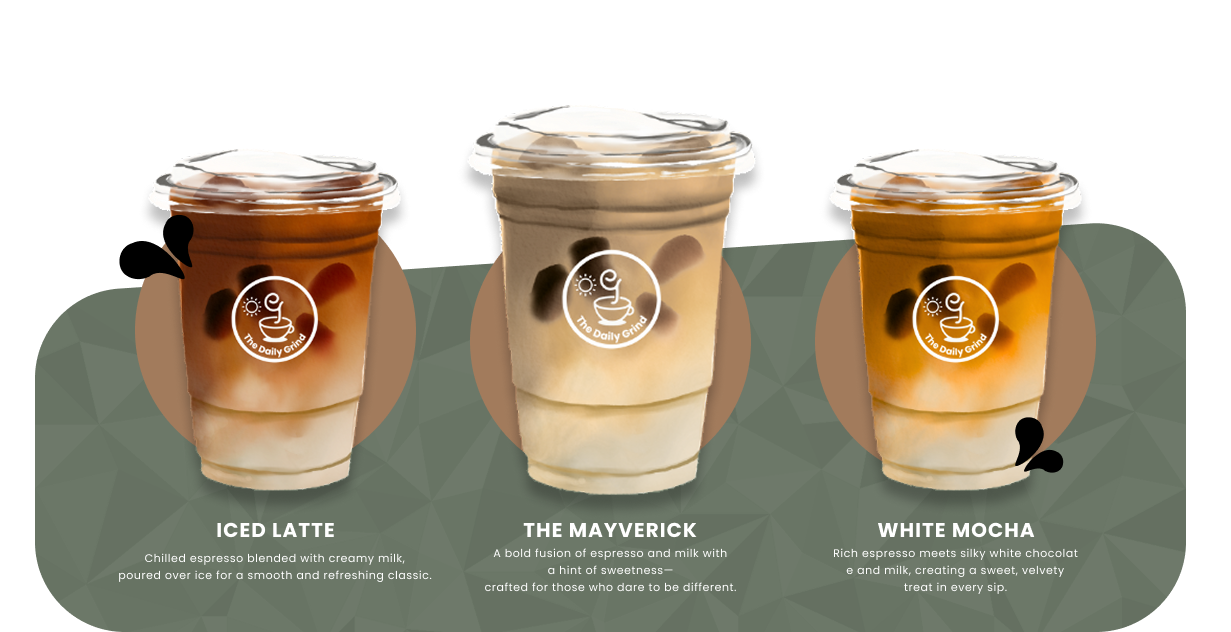 The Daily Grind
The Daily Grind
The Daily Grind
ICED LATTE
Chilled espresso blended with creamy milk,
poured over ice for a smooth and refreshing classic.
THE MAYVERICK
A bold fusion of espresso and milk with
a hint of sweetness—
crafted for those who dare to be different.
WHITE MOCHA
Rich espresso meets silky white chocolat
e and milk, creating a sweet, velvety
treat in every sip.